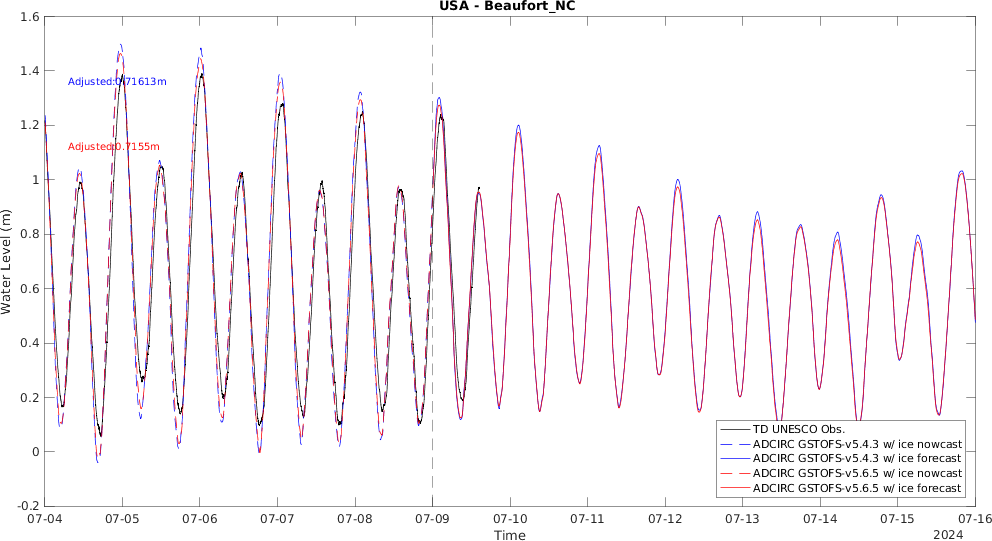 USA - Beaufort_NC
1.6
1.4
1.2
1
0.8
0.6
0.4
0.2
0
-0.2
Water Level (m)
Adjusted:0.71613m
Adjusted:0.7155m
TD UNESCO Obs.
ADCIRC GSTOFS-v5.4.3 w/ ice nowcast
ADCIRC GSTOFS-v5.4.3 w/ ice forecast
ADCIRC GSTOFS-v5.6.5 w/ ice nowcast
ADCIRC GSTOFS-v5.6.5 w/ ice forecast
07-04 07-05 07-06 07-07 07-08 07-09 07-10 07-11 07-12 07-13 07-14 07-15 07-16
Time
2024